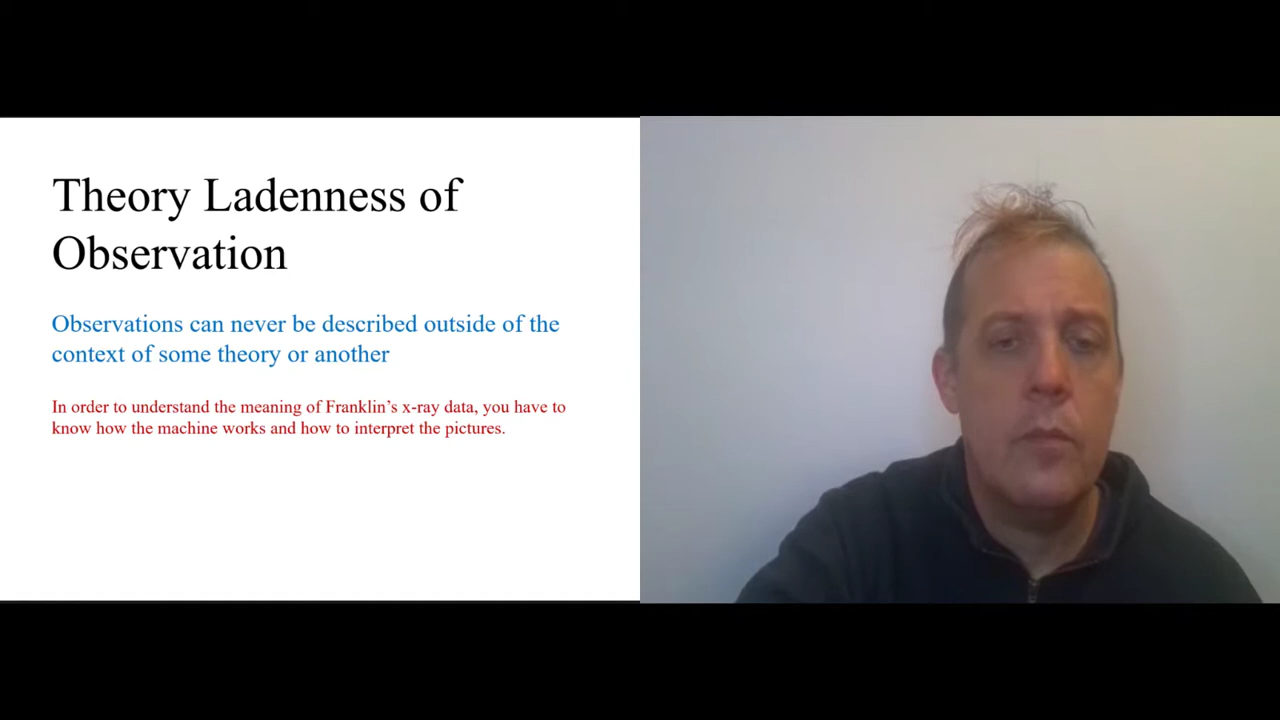 Theory Ladenness of
Observation
Observations can never be described outside of the
context of some theory or another
In order to understand the meaning of Franklin’s x-ray data, you have to
know how the machine works and how to interpret the pictures.